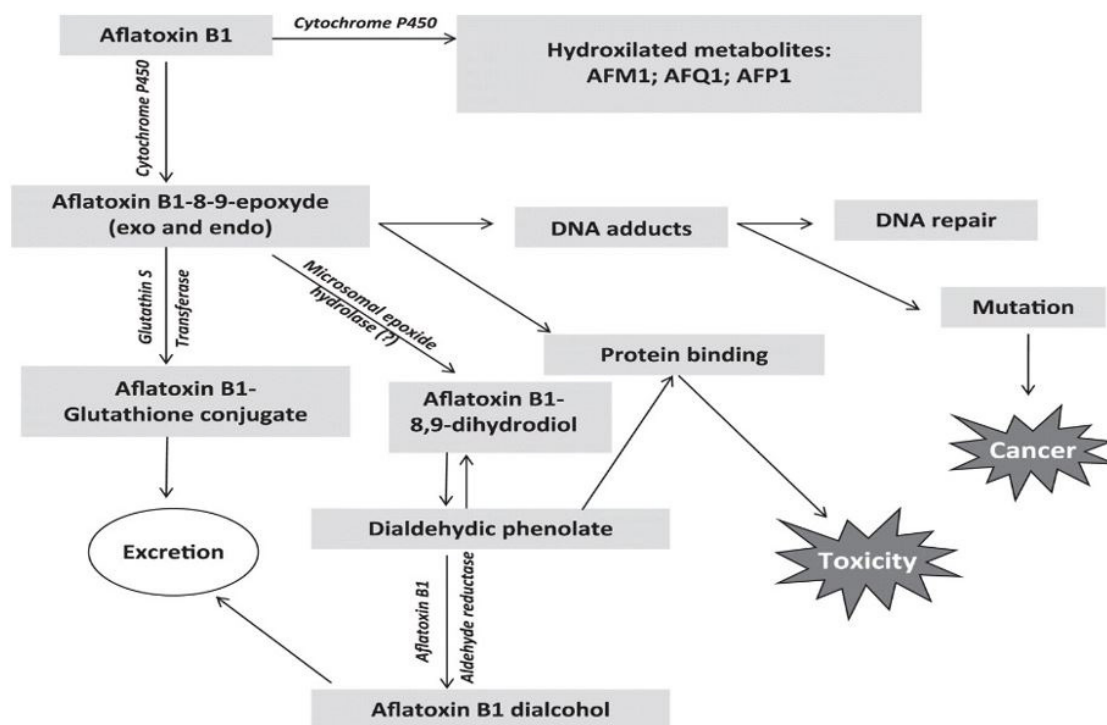 Aflatoxin B1
Cytochrome P450
Hydroxilated metabolites:
AFM1; AFQ1; AFP1
Cytochrome P450
Aflatoxin B1-8-9-epoxyde
(exo and endo)
DNA adducts
DNA repair
Glutathin S
Transferase
Microsomal epoxide
hydrolase (?)
Mutation
Protein binding
Aflatoxin B1-
Glutathione conjugate
Aflatoxin B1-
8,9-dihydrodiol
Cancer
Dialdehydic phenolate
Excretion
Toxicity
Aflatoxin B1
Aldehyde reductase
Aflatoxin B1 dialcohol